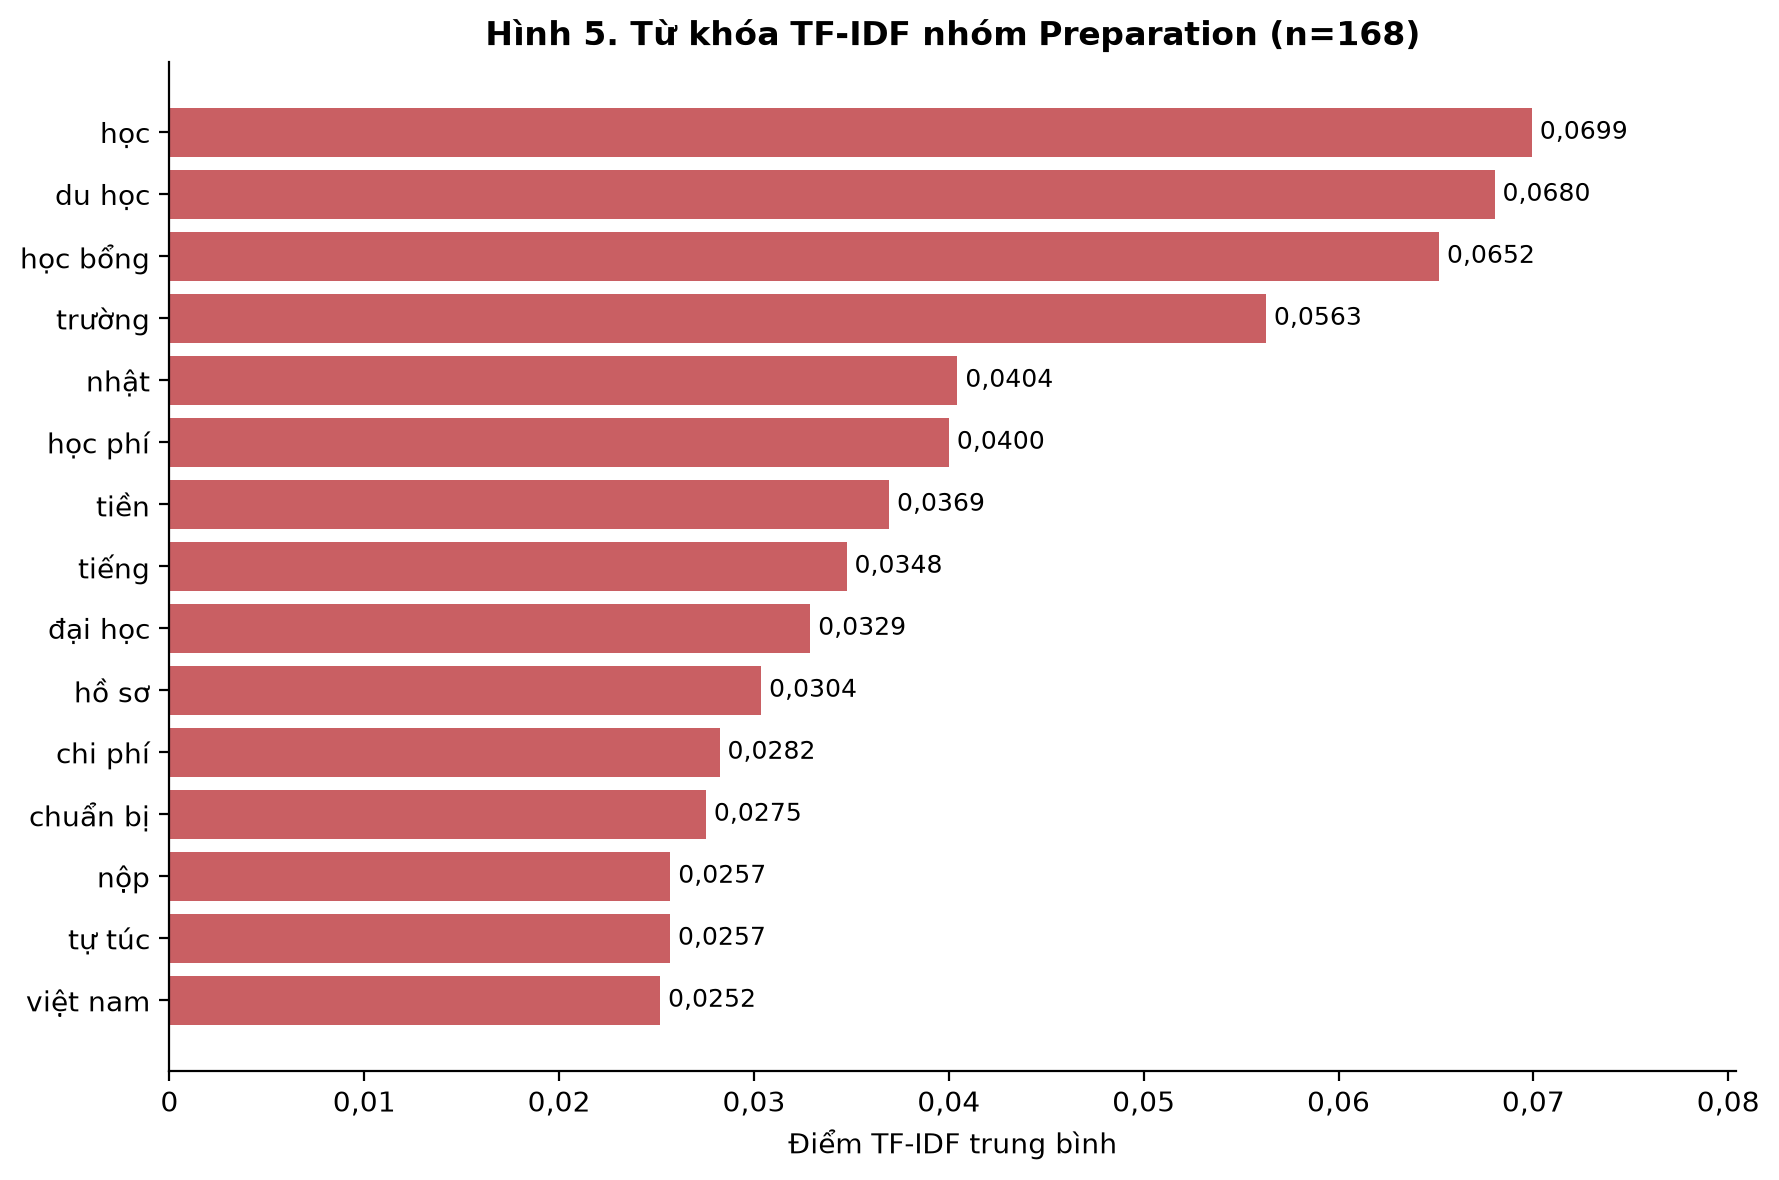 Hình 5. Từ khóa TF-IDF nhóm Preparation (n=168)
học 0,0699
du học 0,0680
học bổng 0,0652
trường 0,0563
nhật 0,0404
học phí 0,0400
tiền 0,0369
tiếng 0,0348
đại học 0,0329
hồ sơ 0,0304
chi phí 0,0282
chuẩn bị 0,0275
nộp 0,0257
tự túc 0,0257
việt nam 0,0252
0 0,01 0,02 0,03 0,04 0,05 0,06 0,07 0,08
Điểm TF-IDF trung bình